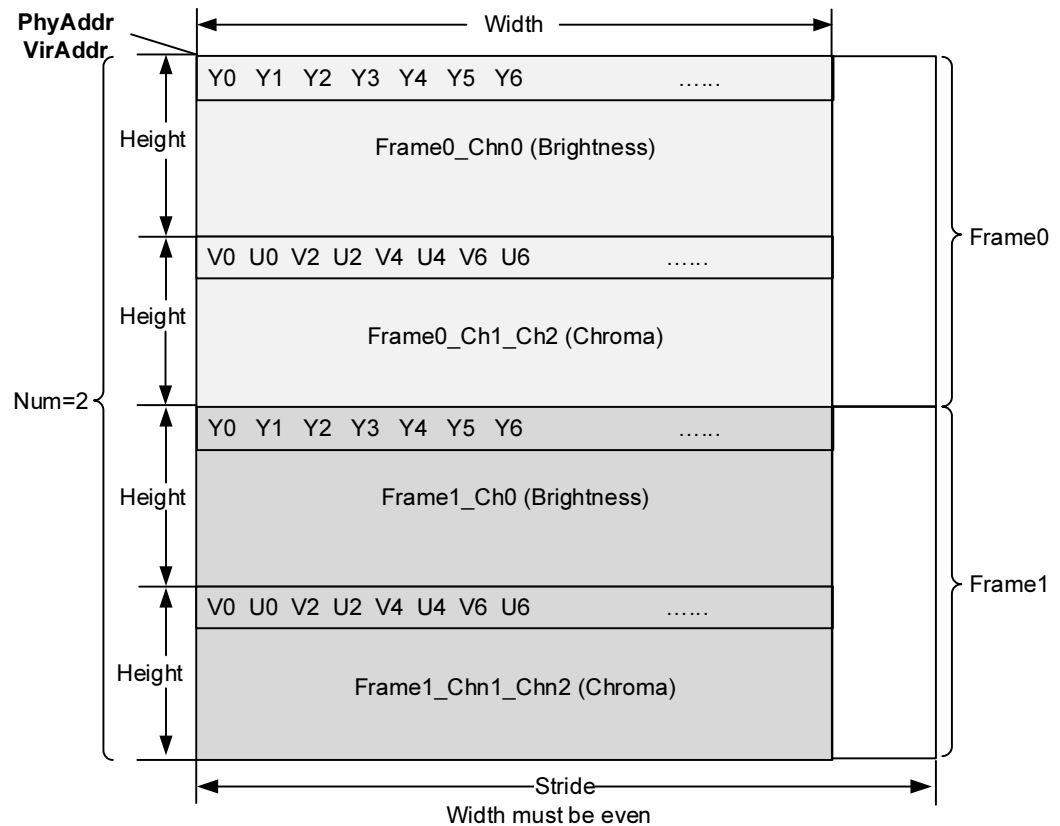 PhyAddr
VirAddr
Width
Y0 Y1 Y2 Y3 Y4 Y5 Y6 ......
Height
Frame0_Chn0 (Brightness)
Frame0
V0 U0 V2 U2 V4 U4 V6 U6 ......
Height
Frame0_Ch1_Ch2 (Chroma)
Num=2
Y0 Y1 Y2 Y3 Y4 Y5 Y6 ......
Height
Frame1_Ch0 (Brightness)
Frame1
V0 U0 V2 U2 V4 U4 V6 U6 ......
Height
Frame1_Chn1_Chn2 (Chroma)
Stride
Width must be even